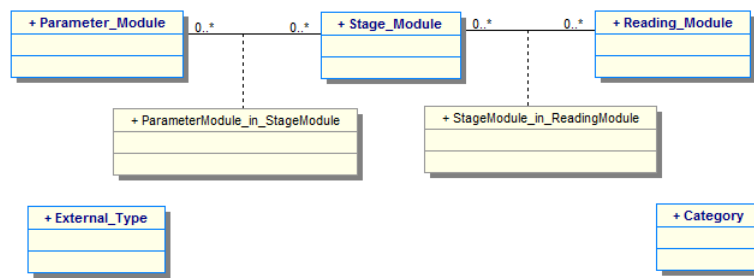 + Parameter_Module
0..*
0..*
+ Stage_Module
0..*
0..*
+ Reading_Module
+ ParameterModule_in_StageModule
+ StageModule_in_ReadingModule
+ External_Type
+ Category